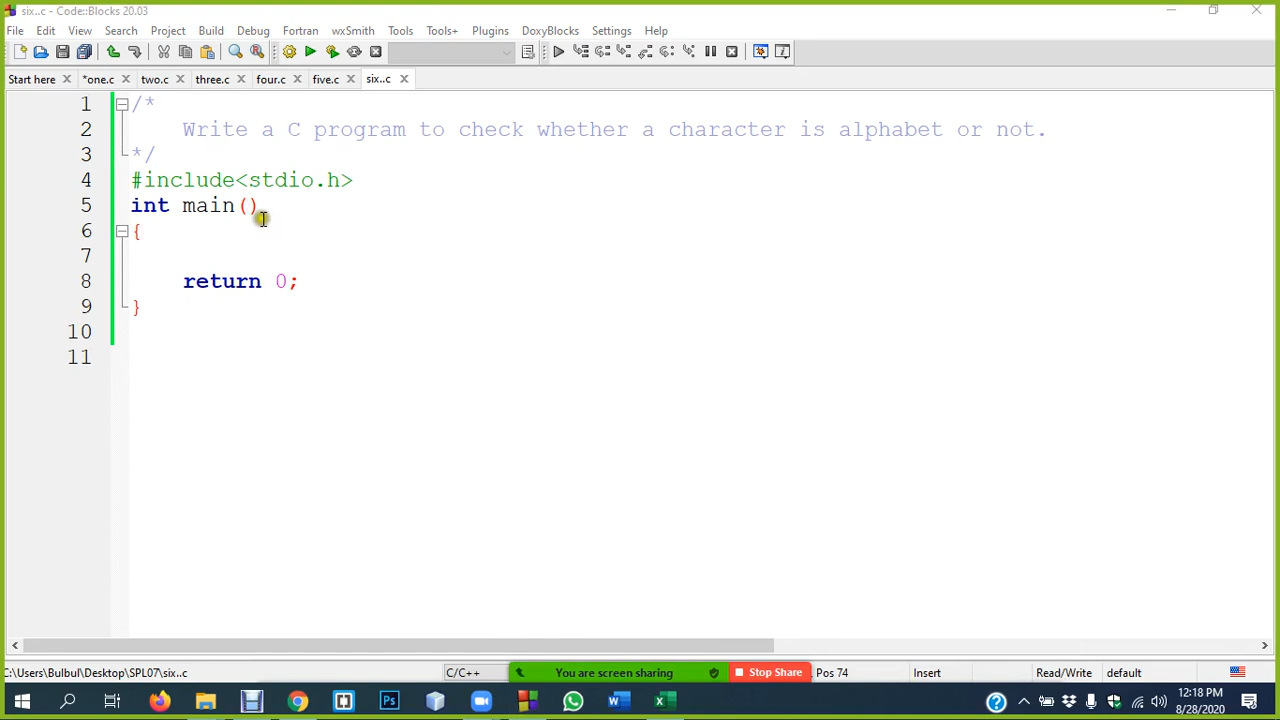 six..c - Code::Blocks 20.03
File Edit View Search Project Build Debug Fortran wxSmith Tools Tools+ Plugins DoxyBlocks Settings Help
Start here *one.c two.c three.c four.c five.c six..c
1 /*
2 Write a C program to check whether a character is alphabet or not.
3 */
4 #include<stdio.h>
5 int main()
6 {
7
8 return 0;
9 }
10
11
C:\Users\Bulbul\Desktop\SPL07\six..c C/C++ You are screen sharing Stop Share Pos 74 Insert Read/Write default
12:18 PM
8/28/2020